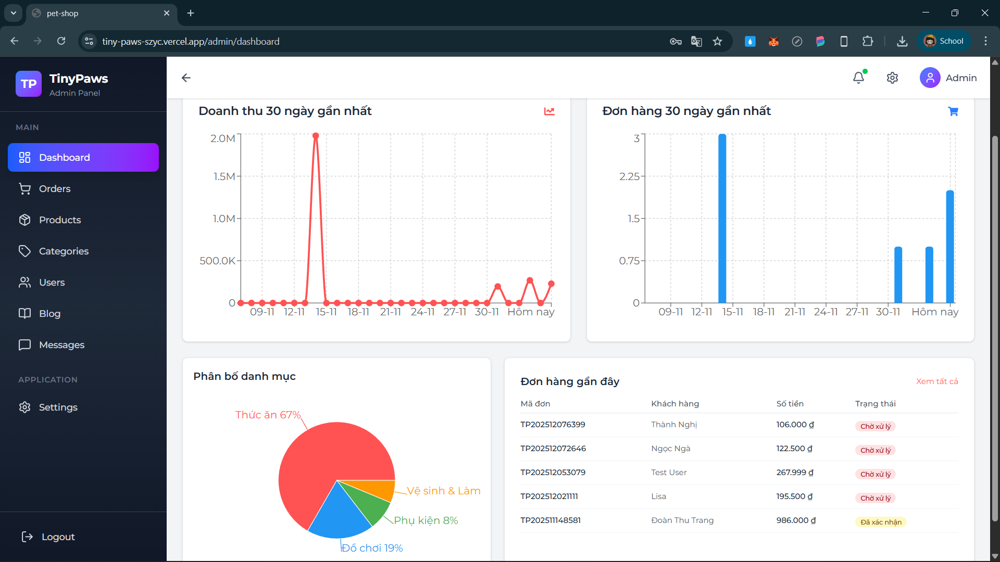 pet-shop
tiny-paws-szyc.vercel.app/admin/dashboard
School
TP
TinyPaws
Admin Panel
MAIN
Dashboard
Orders
Products
Categories
Users
Blog
Messages
APPLICATION
Settings
Logout
Admin
Doanh thu 30 ngày gần nhất
2.0M
1.5M
1.0M
500.0K
0
09-11 12-11 15-11 18-11 21-11 24-11 27-11 30-11 Hôm nay
Đơn hàng 30 ngày gần nhất
3
2.25
1.5
0.75
0
09-11 12-11 15-11 18-11 21-11 24-11 27-11 30-11 Hôm nay
Phân bố danh mục
Thức ăn 67%
Vệ sinh & Làm
Phụ kiện 8%
Đồ chơi 19%
Đơn hàng gần đây
Xem tất cả
Mã đơn Khách hàng Số tiền Trạng thái
TP202512076399 Thành Nghị 106.000 ₫ Chờ xử lý
TP202512072646 Ngọc Ngà 122.500 ₫ Chờ xử lý
TP202512053079 Test User 267.999 ₫ Chờ xử lý
TP202512021111 Lisa 195.500 ₫ Chờ xử lý
TP202511148581 Đoàn Thu Trang 986.000 ₫ Đã xác nhận